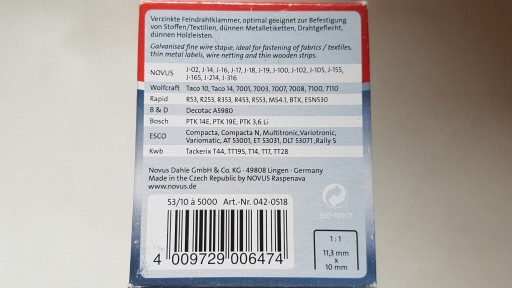 Verzinkte Feindrahtklammer, optimal geeignet zur Befestigung
von Stoffen/Textilien, dünnen Metalletiketten, Drahtgeflecht,
dünnen Holzleisten.
Galvanised fine wire staple, ideal for fastening of fabrics / textiles,
thin metal labels, wire netting and thin wooden strips.
NOVUS J-02, J-14, J-16, J-17, J-18, J-19, J-100, J-102, J-105, J-155,
J-165, J-214, J-316
Wolfcraft Taco 10, Taco 14, 7001, 7003, 7007, 7008, 7100, 7110
Rapid R53, R253, R353, R453, R553, MS4.1, BTX, ESN530
B & D Decotac A5980
Bosch PTK 14E, PTK 19E, PTK 3,6 Li
ESCO Compacta, Compacta N, Multitronic, Variotronic,
Variomatic, AT 53001, ET 53031, DLT 53071 ,Rally 5
Kwb Tackerix T44, TT195, T14, T17, TT28
Novus Dahle GmbH & Co. KG · 49808 Lingen · Germany
Made in the Czech Republic by NOVUS Raspenava
www.novus.de
53/10 à 5000 Art.-Nr. 042-0518
4 009729 006474
1 : 1
11,3 mm
x
10 mm